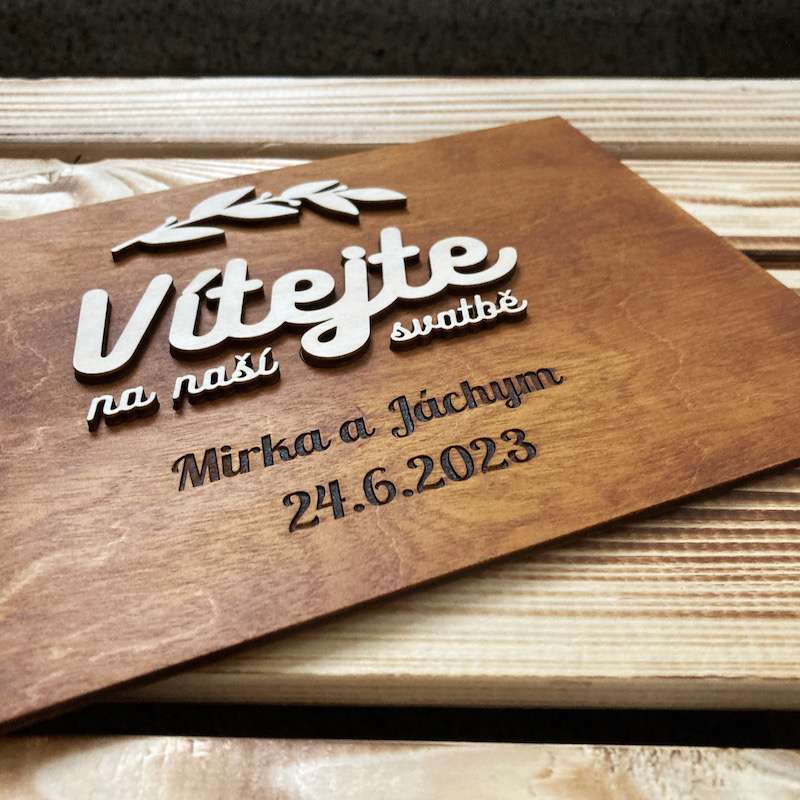 Vítejte
na naší svatbě
Mirka a Jáchym
24.6.2023